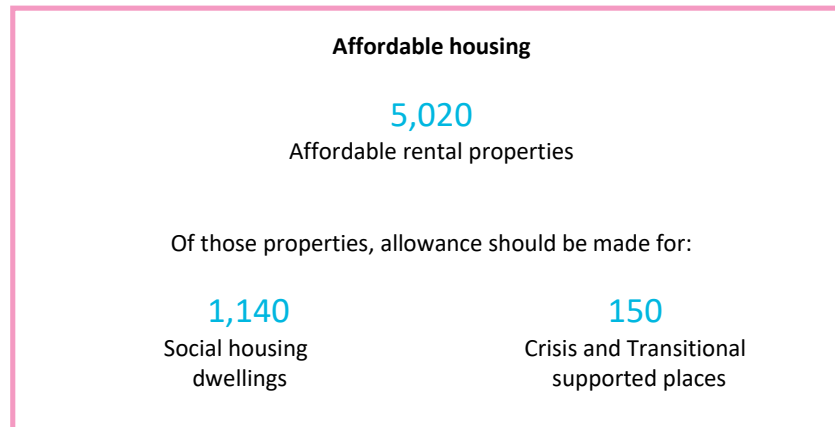 Affordable housing
5,020
Affordable rental properties
Of those properties, allowance should be made for:
1,140
Social housing
dwellings
150
Crisis and Transitional
supported places